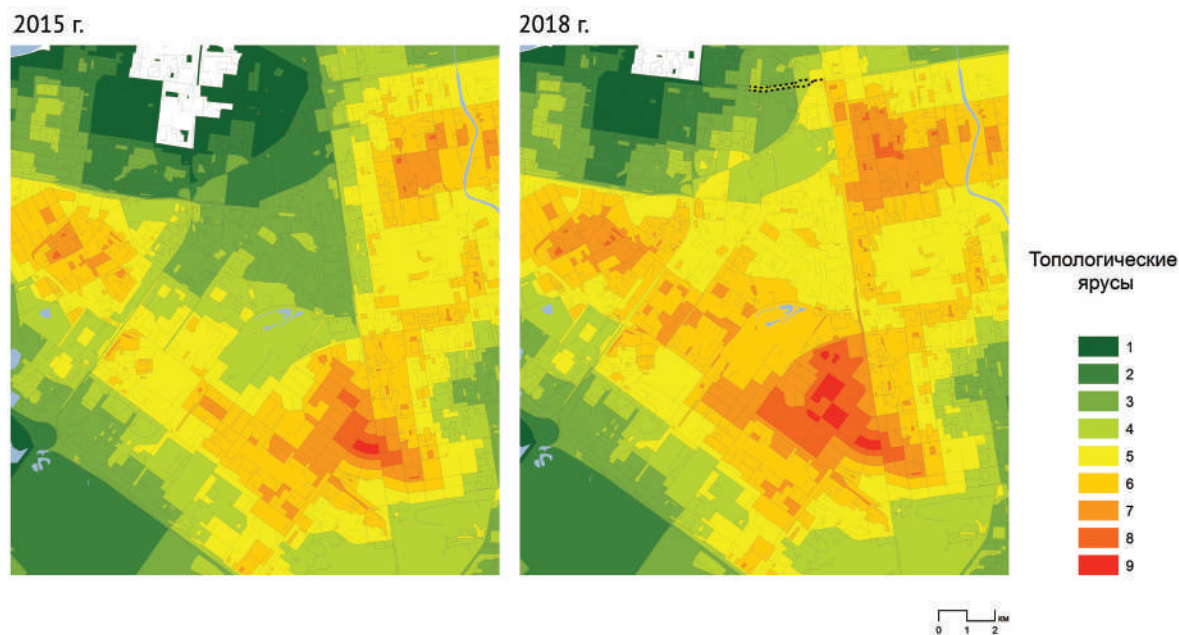 2015 г.
2018 г.
Топологические
ярусы
1
2
3
4
5
6
7
8
9
км
0 1 2